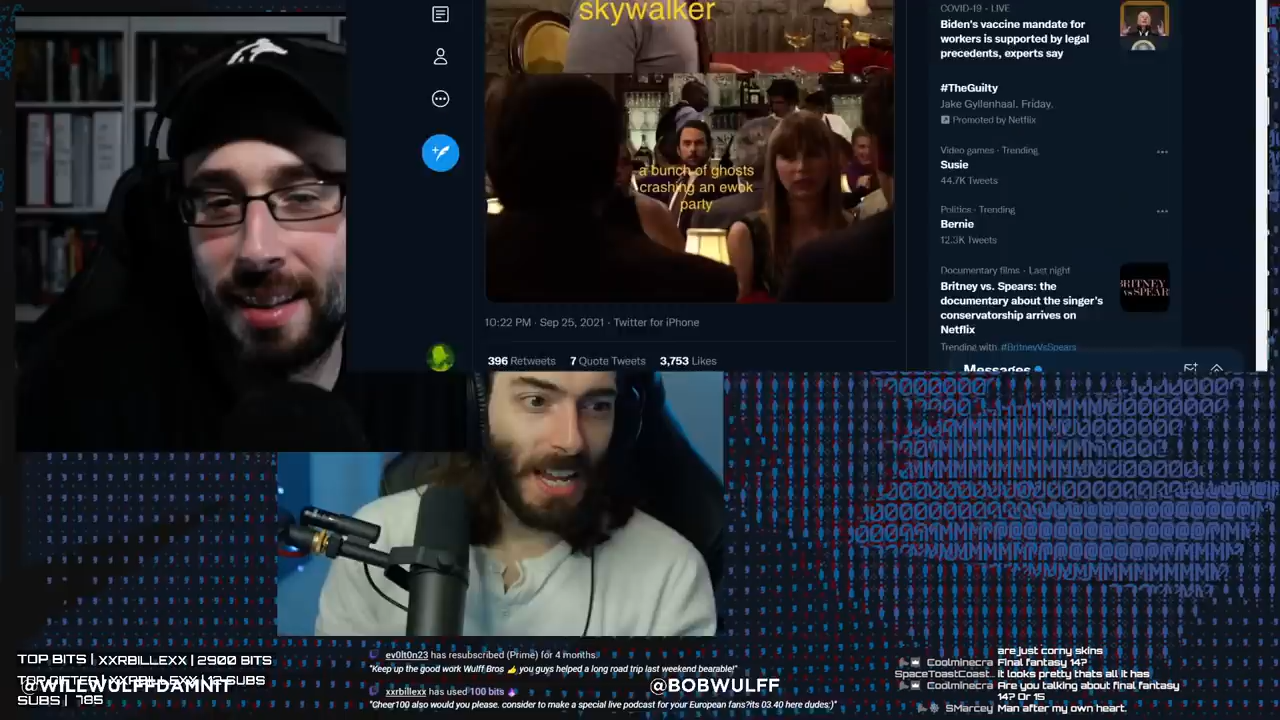 skywalker
a bunch of ghosts
crashing an ewok
party
10:22 PM · Sep 25, 2021 · Twitter for iPhone
396 Retweets 7 Quote Tweets 3,753 Likes
COVID-19 · LIVE
Biden's vaccine mandate for
workers is supported by legal
precedents, experts say
#TheGuilty
Jake Gyllenhaal. Friday.
Promoted by Netflix
Video games · Trending
Susie
44.7K Tweets
Politics · Trending
Bernie
12.3K Tweets
Documentary films · Last night
Britney vs. Spears: the
documentary about the singer's
conservatorship arrives on
Netflix
Trending with #BritneyVsSpears
BRITNEY
VS SPEARS
Messages
TOP BITS | XXRBILLEXX | 2900 BITS
TOP GIFTED | XXRBILLEXX | 12 SUBS
@WILLWULFFDAMNIT
SUBS | 785
ev0lt0n23 has resubscribed (Prime) for 4 months.
"Keep up the good work Wulff Bros 👍 you guys helped a long road trip last weekend bearable!"
xxrbillexx has used 100 bits
"Cheer100 also would you please. consider to make a special live podcast for your European fans?its 03.40 here dudes;)"
@BOBWULFF
are just corny skins
Coolminecra Final fantasy 14?
SpaceToastCoast.. It looks pretty thats all it has
Coolminecra Are you talking about final fantasy
14? Or 15
SMarcey Man after my own heart.